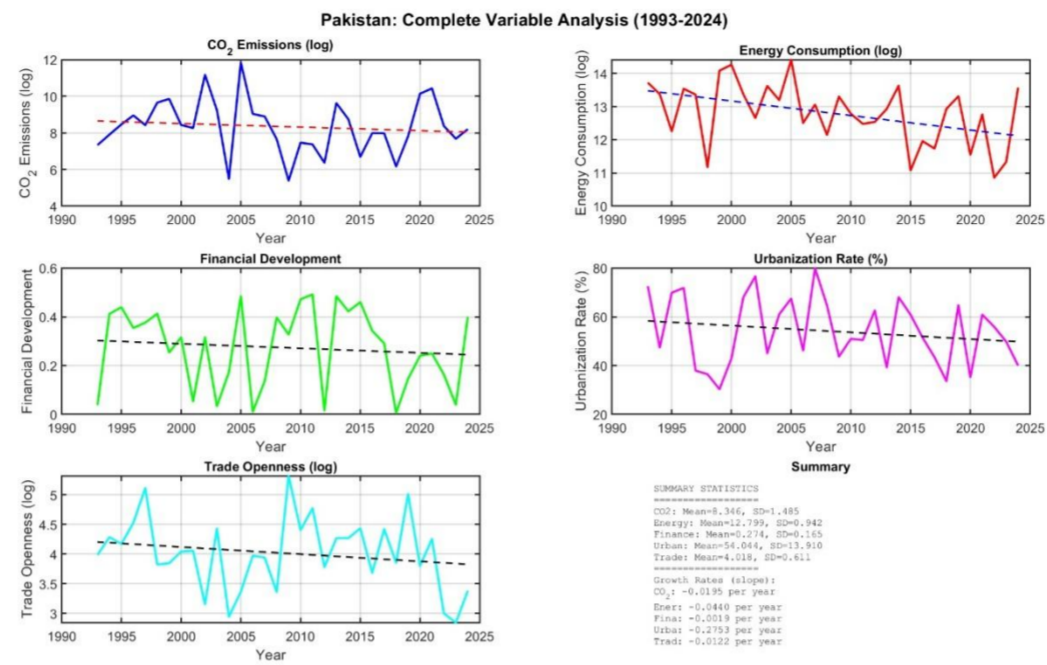 Pakistan: Complete Variable Analysis (1993-2024)
CO2 Emissions (log)
CO2 Emissions (log)
12
10
8
6
4
1990 1995 2000 2005 2010 2015 2020 2025
Year
Energy Consumption (log)
Energy Consumption (log)
14
13
12
11
10
1990 1995 2000 2005 2010 2015 2020 2025
Year
Financial Development
Financial Development
0.6
0.4
0.2
0
1990 1995 2000 2005 2010 2015 2020 2025
Year
Urbanization Rate (%)
Urbanization Rate (%)
80
60
40
20
1990 1995 2000 2005 2010 2015 2020 2025
Year
Trade Openness (log)
Trade Openness (log)
5
4.5
4
3.5
3
1990 1995 2000 2005 2010 2015 2020 2025
Year
Summary
SUMMARY STATISTICS
==================
CO2: Mean=8.346, SD=1.485
Energy: Mean=12.799, SD=0.942
Finance: Mean=0.274, SD=0.165
Urban: Mean=54.044, SD=13.910
Trade: Mean=4.018, SD=0.611
==================
Growth Rates (slope):
CO2: -0.0195 per year
Ener: -0.0440 per year
Fina: -0.0019 per year
Urba: -0.2753 per year
Trad: -0.0122 per year